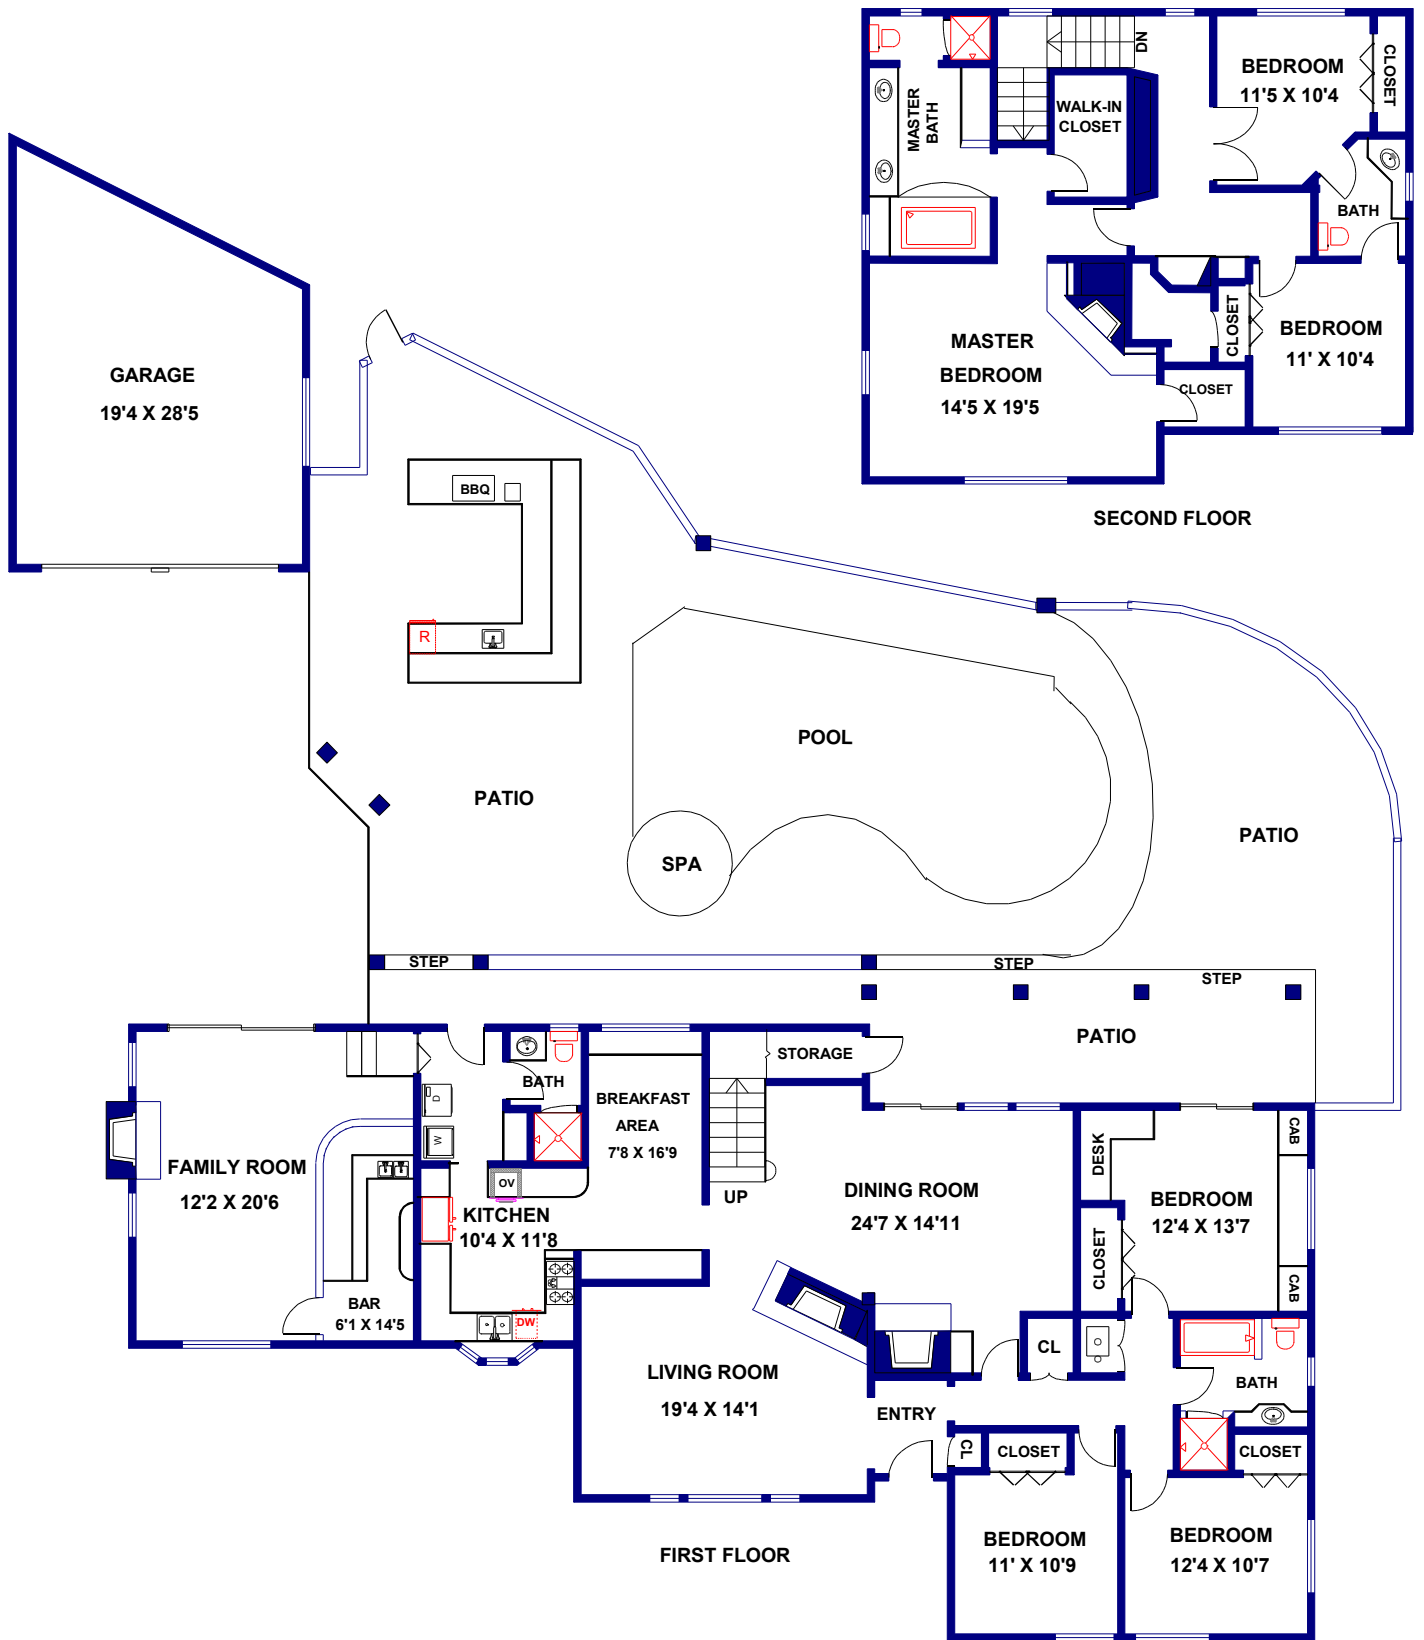 BEDROOM
11'5 X 10'4
CLOSET
DN
WALK-IN
CLOSET
MASTER
BATH
BATH
MASTER
BEDROOM
14'5 X 19'5
CLOSET
BEDROOM
11' X 10'4
CLOSET
SECOND FLOOR
GARAGE
19'4 X 28'5
BBQ
R
POOL
PATIO
SPA
PATIO
STEP
STEP
STEP
PATIO
STORAGE
BATH
D
W
BREAKFAST
AREA
7'8 X 16'9
OV
FAMILY ROOM
12'2 X 20'6
KITCHEN
10'4 X 11'8
DW
BAR
6'1 X 14'5
UP
DINING ROOM
24'7 X 14'11
DESK
CAB
BEDROOM
12'4 X 13'7
CLOSET
CAB
LIVING ROOM
19'4 X 14'1
CL
BATH
ENTRY
CL
CLOSET
CLOSET
BEDROOM
11' X 10'9
BEDROOM
12'4 X 10'7
FIRST FLOOR